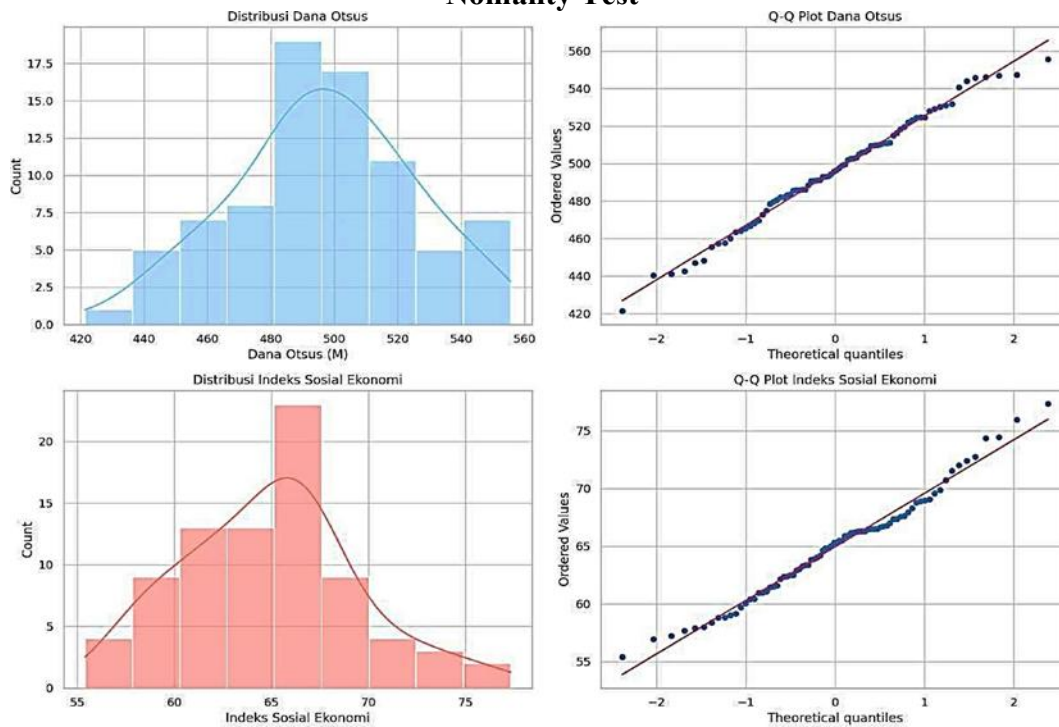 Nomality Test
Distribusi Dana Otsus
Count
17.5
15.0
12.5
10.0
7.5
5.0
2.5
0.0
420 440 460 480 500 520 540 560
Dana Otsus (M)
Q-Q Plot Dana Otsus
Ordered Values
560
540
520
500
480
460
440
420
−2 −1 0 1 2
Theoretical quantiles
Distribusi Indeks Sosial Ekonomi
Count
20
15
10
5
0
55 60 65 70 75
Indeks Sosial Ekonomi
Q-Q Plot Indeks Sosial Ekonomi
Ordered Values
75
70
65
60
55
−2 −1 0 1 2
Theoretical quantiles